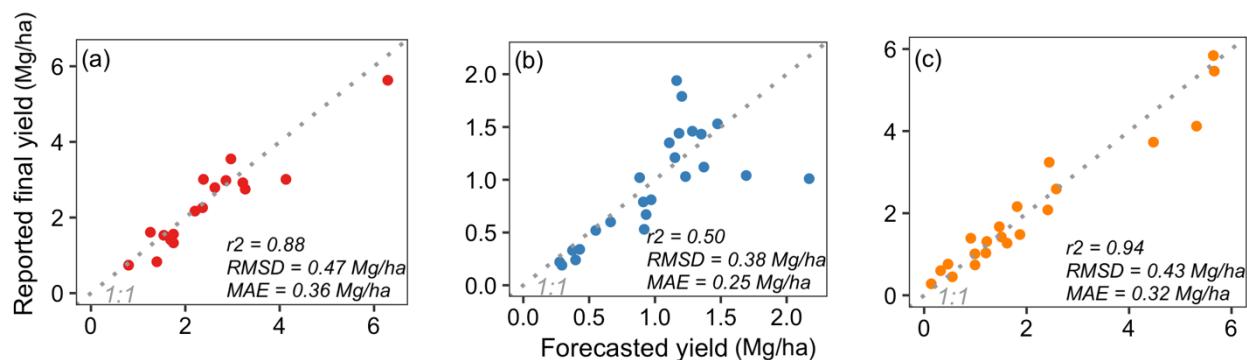 Reported final yield (Mg/ha)
(a)
6
4
2
0
r2 = 0.88
RMSD = 0.47 Mg/ha
MAE = 0.36 Mg/ha
1:1
0 2 4 6
(b)
2.0
1.5
1.0
0.5
0.0
r2 = 0.50
RMSD = 0.38 Mg/ha
MAE = 0.25 Mg/ha
1:1
0.0 0.5 1.0 1.5 2.0
Forecasted yield (Mg/ha)
(c)
6
4
2
0
r2 = 0.94
RMSD = 0.43 Mg/ha
MAE = 0.32 Mg/ha
1:1
0 2 4 6